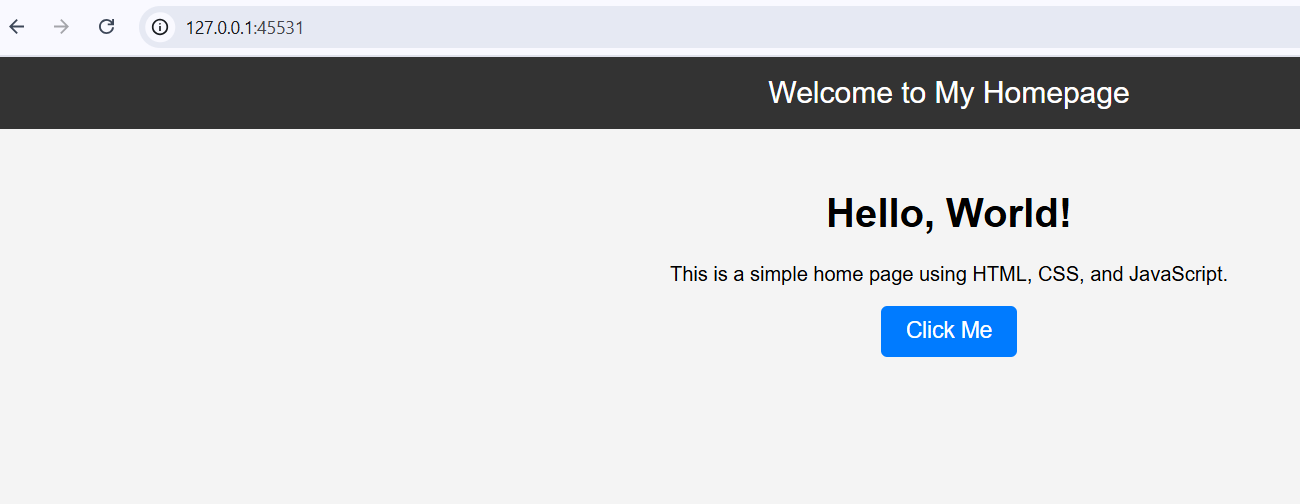 127.0.0.1:45531
Welcome to My Homepage
Hello, World!
This is a simple home page using HTML, CSS, and JavaScript.
Click Me